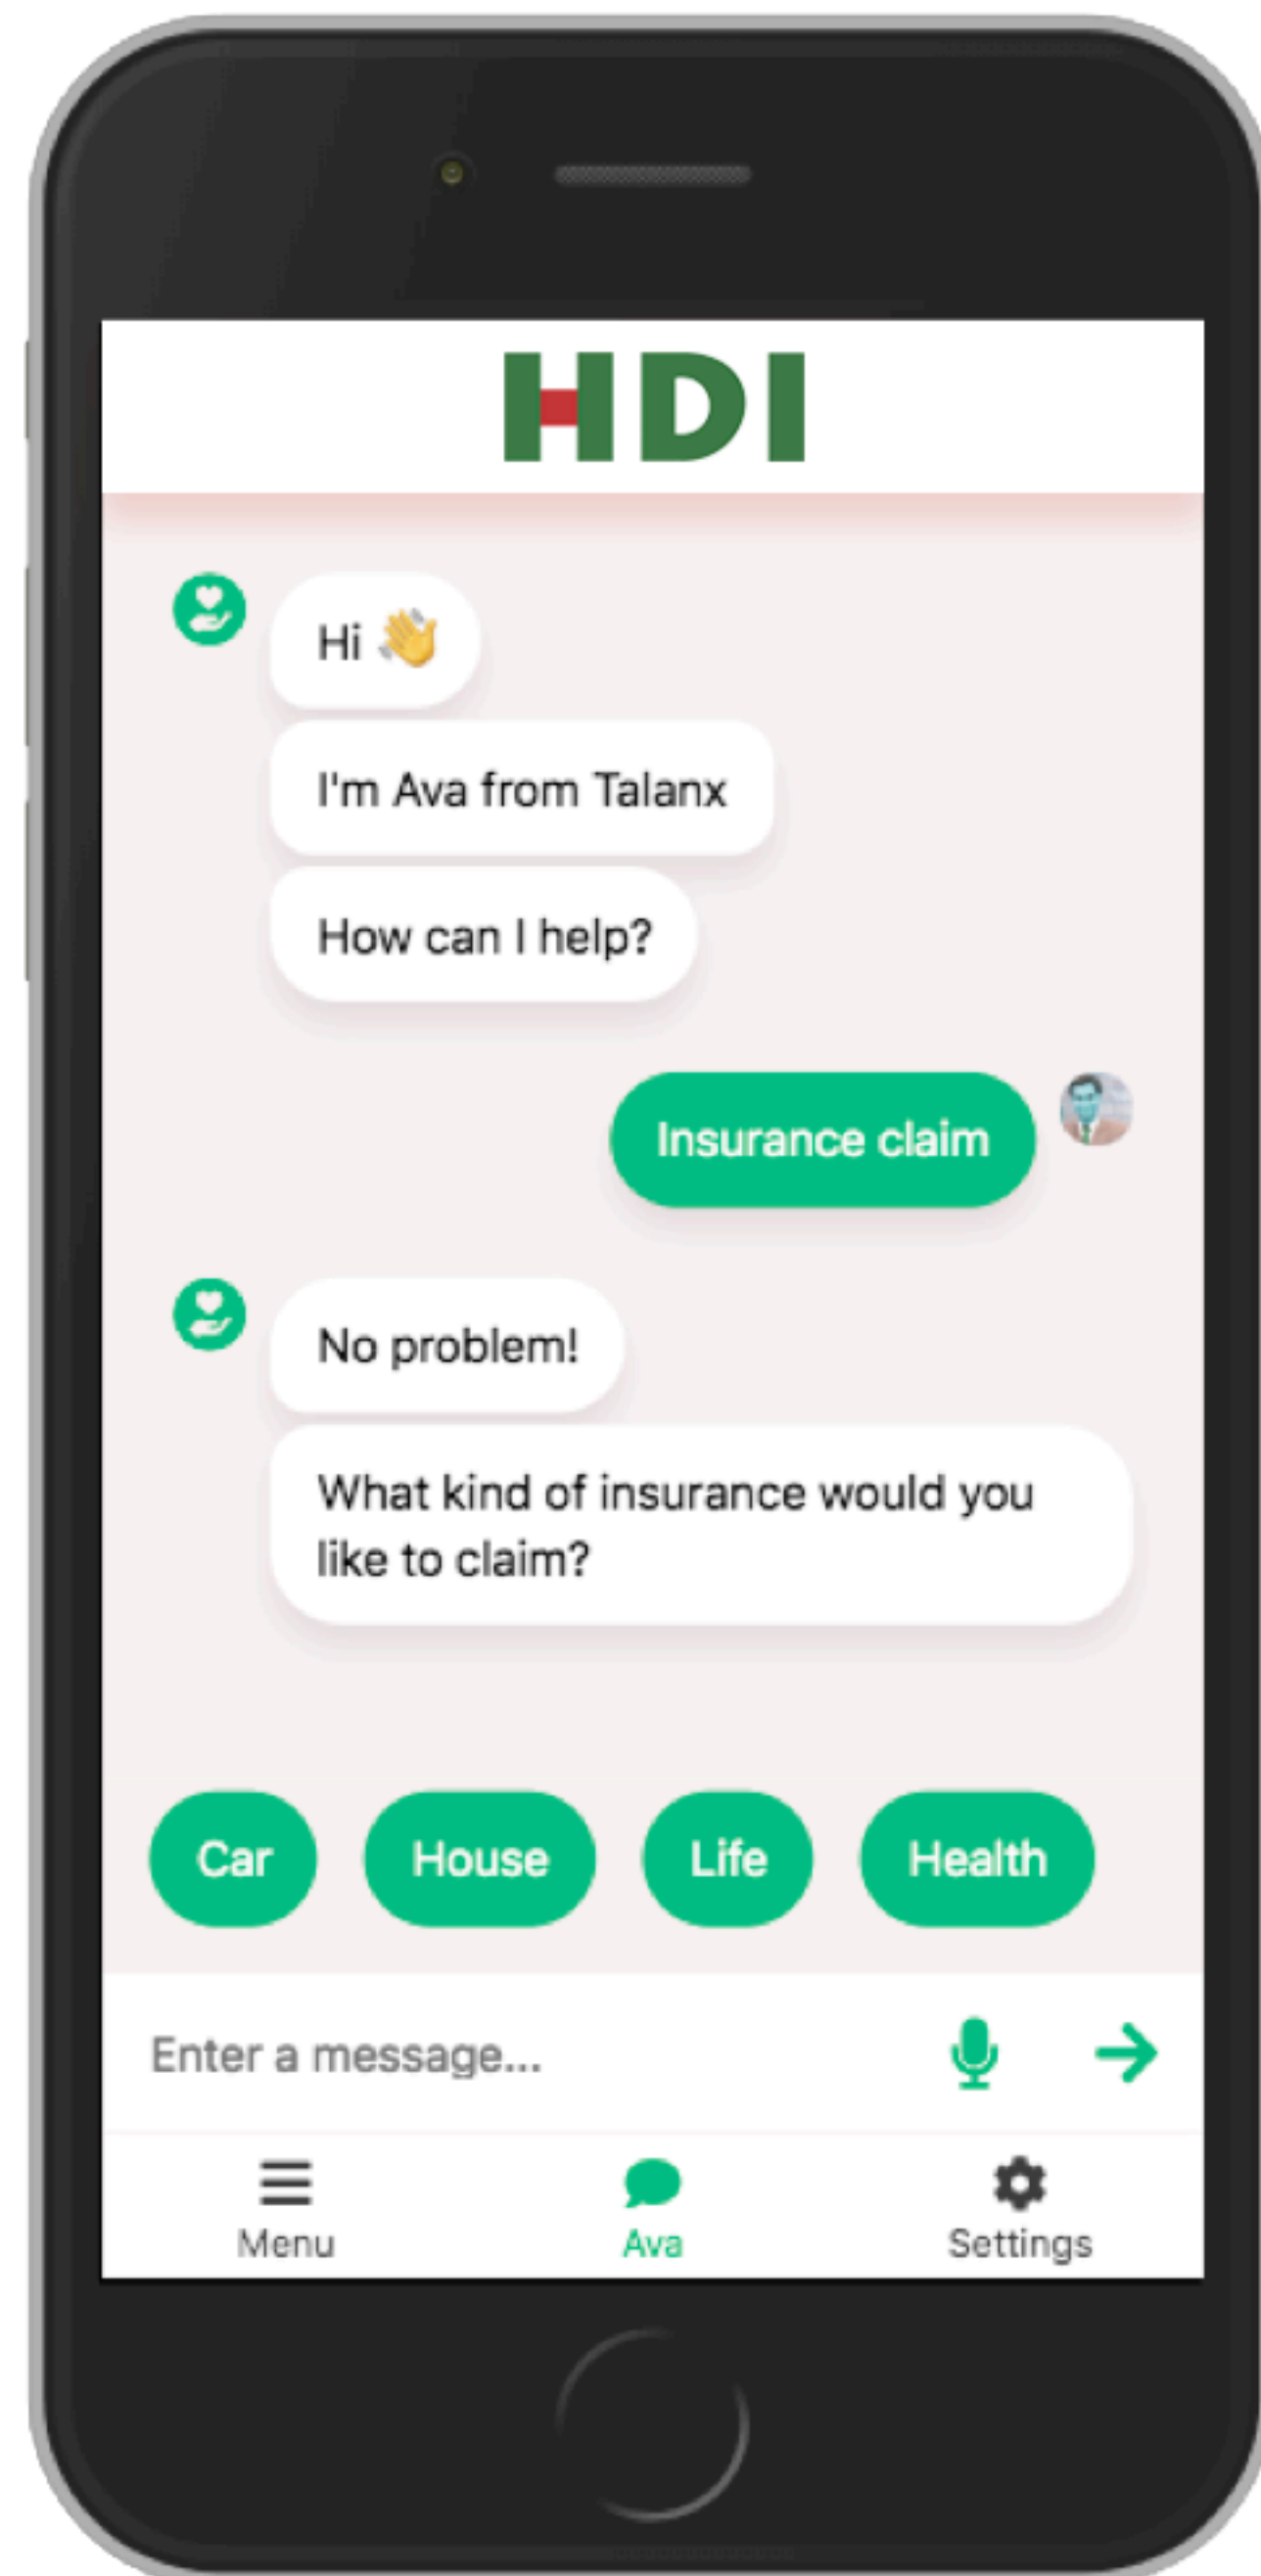 HDI
Hi 👋
I'm Ava from Talanx
How can I help?
Insurance claim
No problem!
What kind of insurance would you
like to claim?
Car House Life Health
Enter a message...
Menu Ava Settings